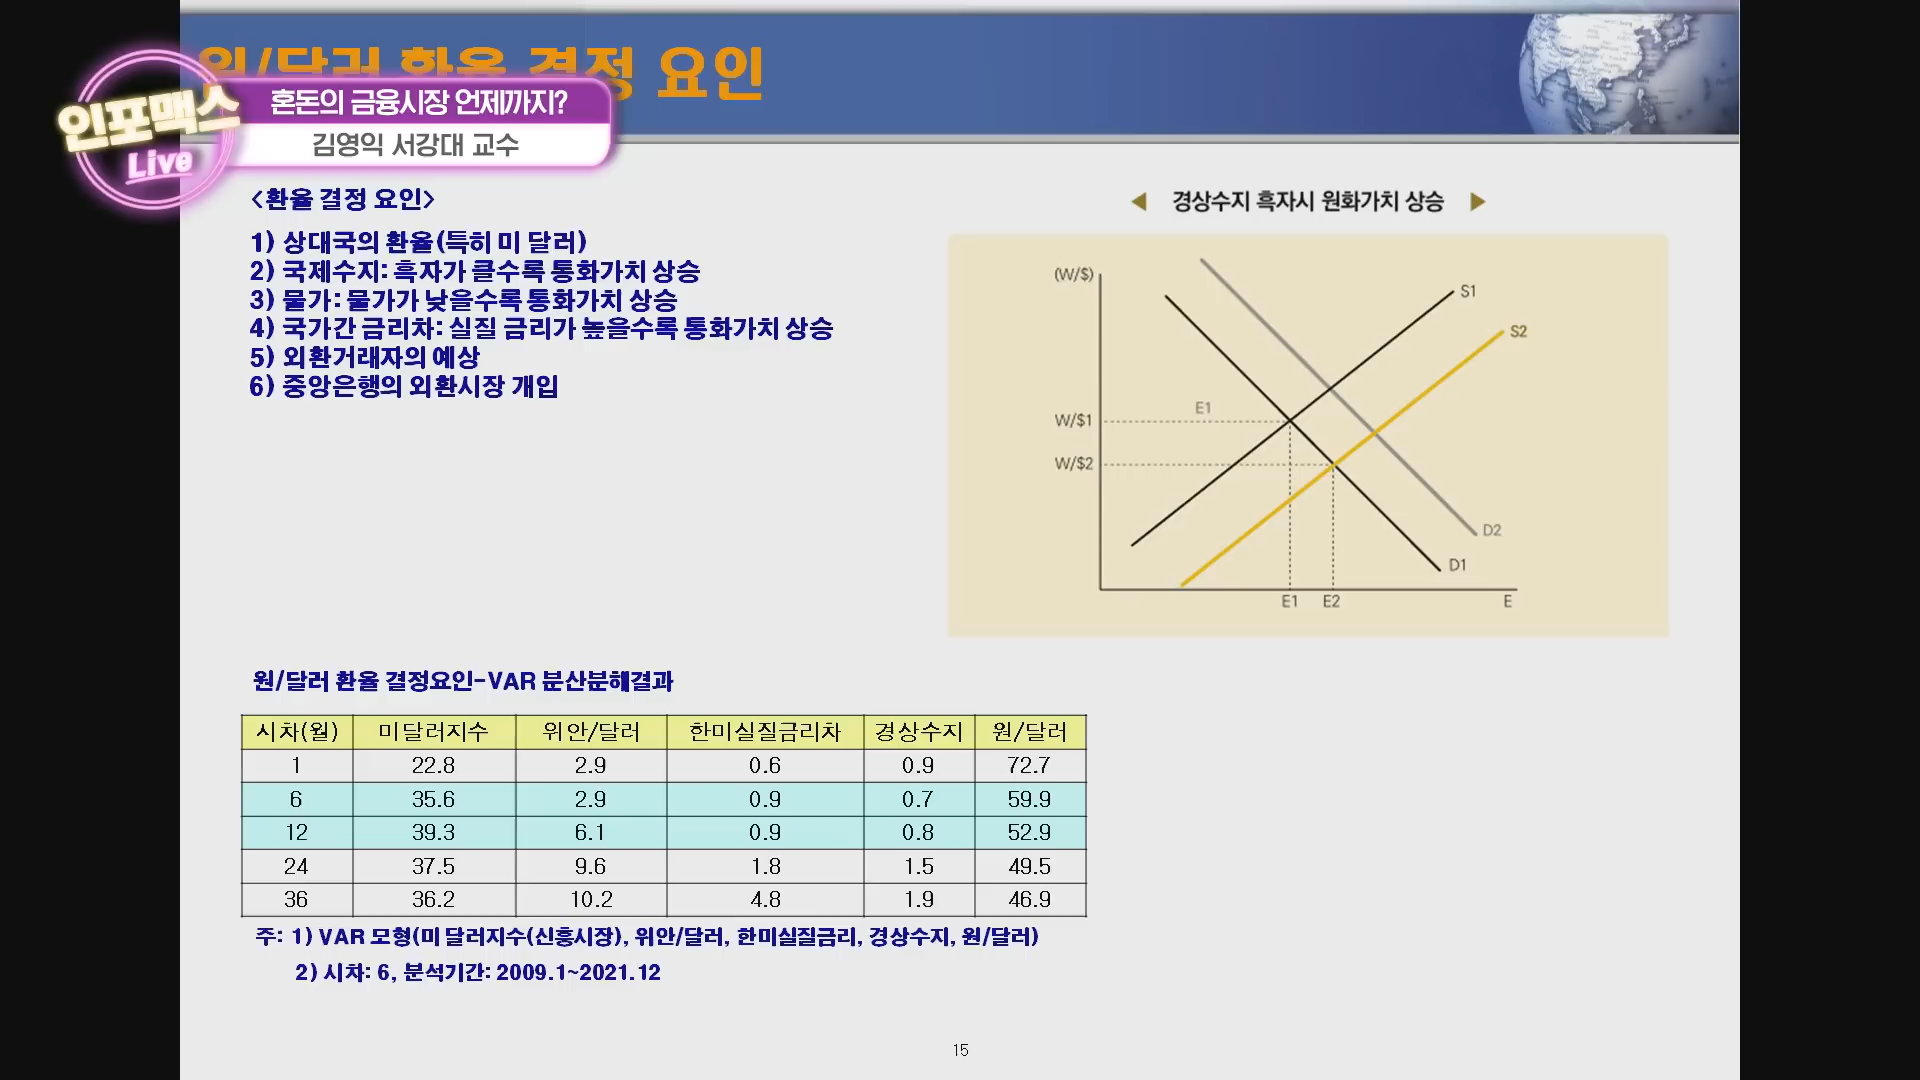 원/달러 환율 결정 요인
인포맥스
Live
혼돈의 금융시장 언제까지?
김영익 서강대 교수
<환율 결정 요인>
1) 상대국의 환율(특히 미 달러)
2) 국제수지: 흑자가 클수록 통화가치 상승
3) 물가: 물가가 낮을수록 통화가치 상승
4) 국가간 금리차: 실질 금리가 높을수록 통화가치 상승
5) 외환거래자의 예상
6) 중앙은행의 외환시장 개입
◀ 경상수지 흑자시 원화가치 상승 ▶
(W/$)
S1
S2
E1
W/$1
W/$2
D2
D1
E1 E2 E
원/달러 환율 결정요인-VAR 분산분해결과
시차(월) 미달러지수 위안/달러 한미실질금리차 경상수지 원/달러
1 22.8 2.9 0.6 0.9 72.7
6 35.6 2.9 0.9 0.7 59.9
12 39.3 6.1 0.9 0.8 52.9
24 37.5 9.6 1.8 1.5 49.5
36 36.2 10.2 4.8 1.9 46.9
주: 1) VAR 모형(미 달러지수(신흥시장), 위안/달러, 한미실질금리, 경상수지, 원/달러)
2) 시차: 6, 분석기간: 2009.1~2021.12
15